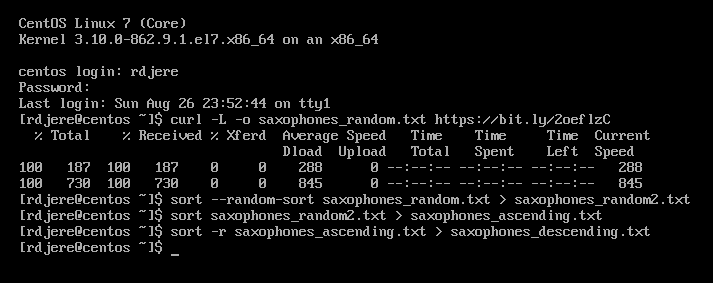 CentOS Linux 7 (Core)
Kernel 3.10.0-862.9.1.el7.x86_64 on an x86_64
centos login: rdjere
Password:
Last login: Sun Aug 26 23:52:44 on tty1
[rdjere@centos ~]$ curl -L -o saxophones_random.txt https://bit.ly/2oeflzC
  % Total    % Received % Xferd  Average Speed   Time    Time     Time  Current
                                 Dload  Upload   Total   Spent    Left  Speed
100   187  100   187    0     0    288      0 --:--:-- --:--:-- --:--:--   288
100   730  100   730    0     0    845      0 --:--:-- --:--:-- --:--:--   845
[rdjere@centos ~]$ sort --random-sort saxophones_random.txt > saxophones_random2.txt
[rdjere@centos ~]$ sort saxophones_random2.txt > saxophones_ascending.txt
[rdjere@centos ~]$ sort -r saxophones_ascending.txt > saxophones_descending.txt
[rdjere@centos ~]$ _